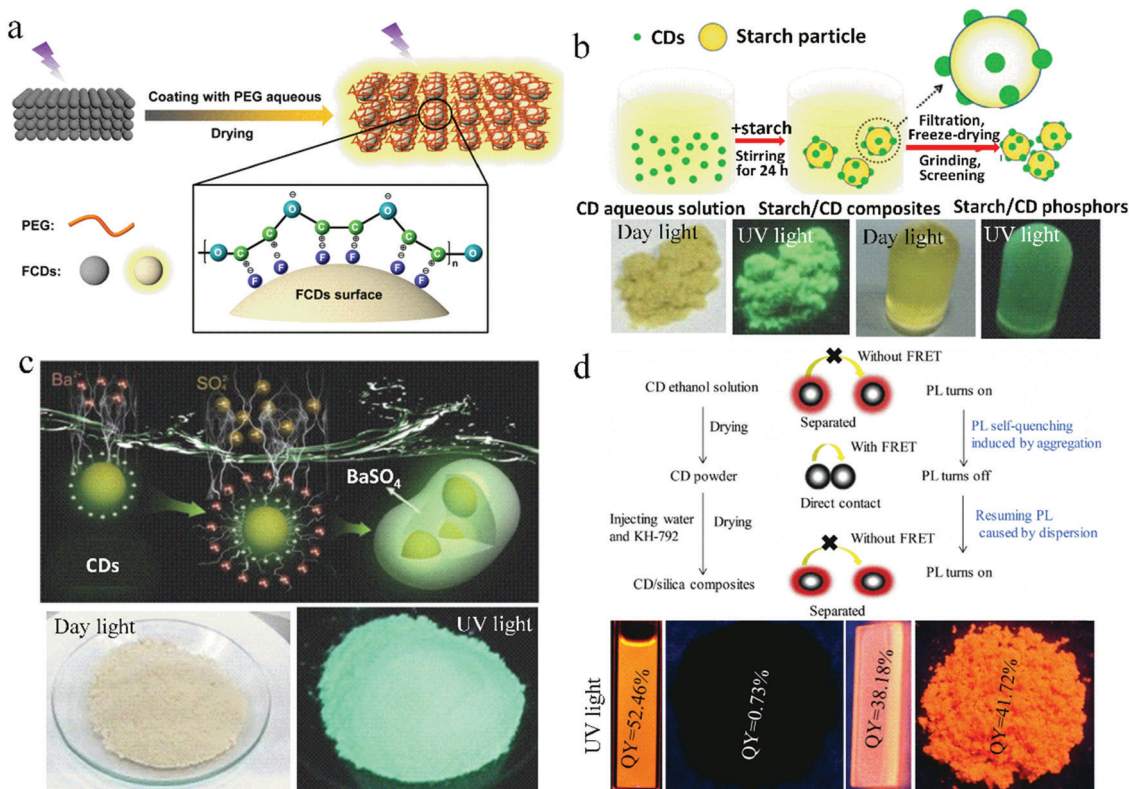 a
Coating with PEG aqueous
Drying
PEG:
FCDs:
O
C
C
C
O
C
C
O
n
F
F
F
F
F
F
FCDs surface
b
CDs
Starch particle
+starch
Stirring
for 24 h
Filtration,
Freeze-drying
Grinding,
Screening
CD aqueous solution
Starch/CD composites
Starch/CD phosphors
Day light
UV light
Day light
UV light
c
Ba2+
SO42-
BaSO4
CDs
Day light
UV light
d
CD ethanol solution
Drying
CD powder
Injecting water
and KH-792
Drying
CD/silica composites
Without FRET
Separated
With FRET
Direct contact
Without FRET
Separated
PL turns on
PL self-quenching
induced by aggregation
PL turns off
Resuming PL
caused by dispersion
PL turns on
UV light
QY=52.46%
QY=0.73%
QY=38.18%
QY=41.72%